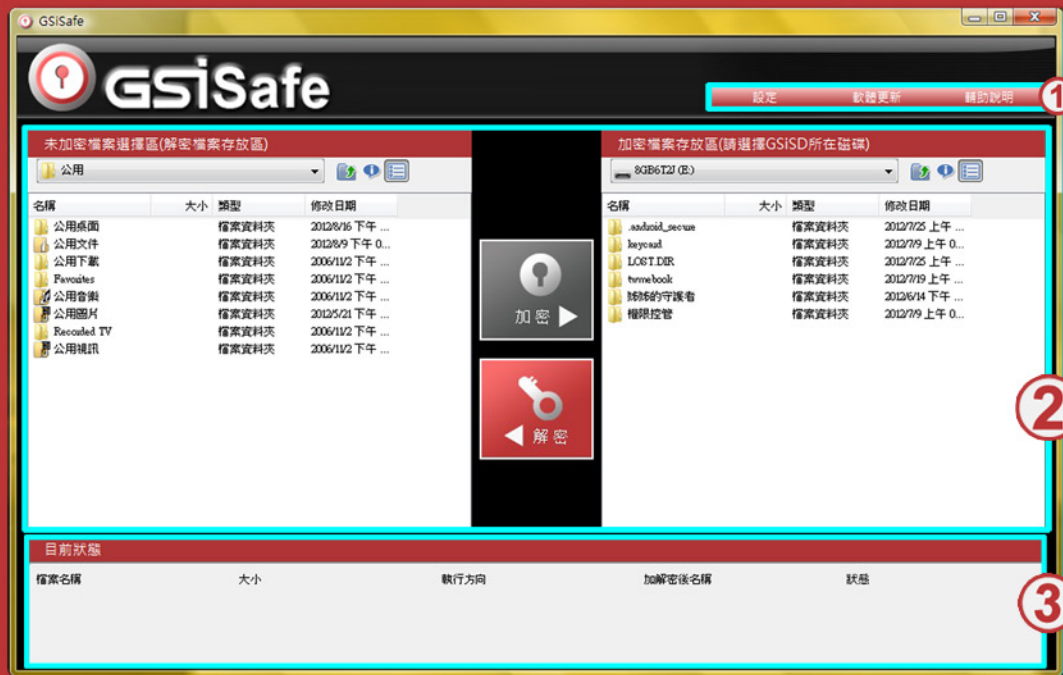 GSiSafe
GSiSafe
設定 軟體更新 輔助說明
1
未加密檔案選擇區(解密檔案存放區)
公用
名稱 大小 類型 修改日期
公用桌面 檔案資料夾 2012/8/16 下午 ...
公用文件 檔案資料夾 2012/8/9 下午 0...
公用下載 檔案資料夾 2006/11/2 下午 ...
Favorites 檔案資料夾 2006/11/2 下午 ...
公用音樂 檔案資料夾 2006/11/2 下午 ...
公用圖片 檔案資料夾 2012/5/21 下午 ...
Recorded TV 檔案資料夾 2006/11/2 下午 ...
公用視訊 檔案資料夾 2006/11/2 下午 ...
加密
解密
加密檔案存放區(請選擇GSiSD所在磁碟)
8GB6T2J (E:)
名稱 大小 類型 修改日期
.android_secure 檔案資料夾 2012/7/25 上午 ...
keycard 檔案資料夾 2012/7/9 上午 0...
LOST.DIR 檔案資料夾 2012/7/25 上午 ...
twmebook 檔案資料夾 2012/7/19 上午 ...
姊姊的守護者 檔案資料夾 2012/6/14 下午 ...
權限控管 檔案資料夾 2012/7/9 上午 0...
2
目前狀態
檔案名稱 大小 執行方向 加解密後名稱 狀態
3